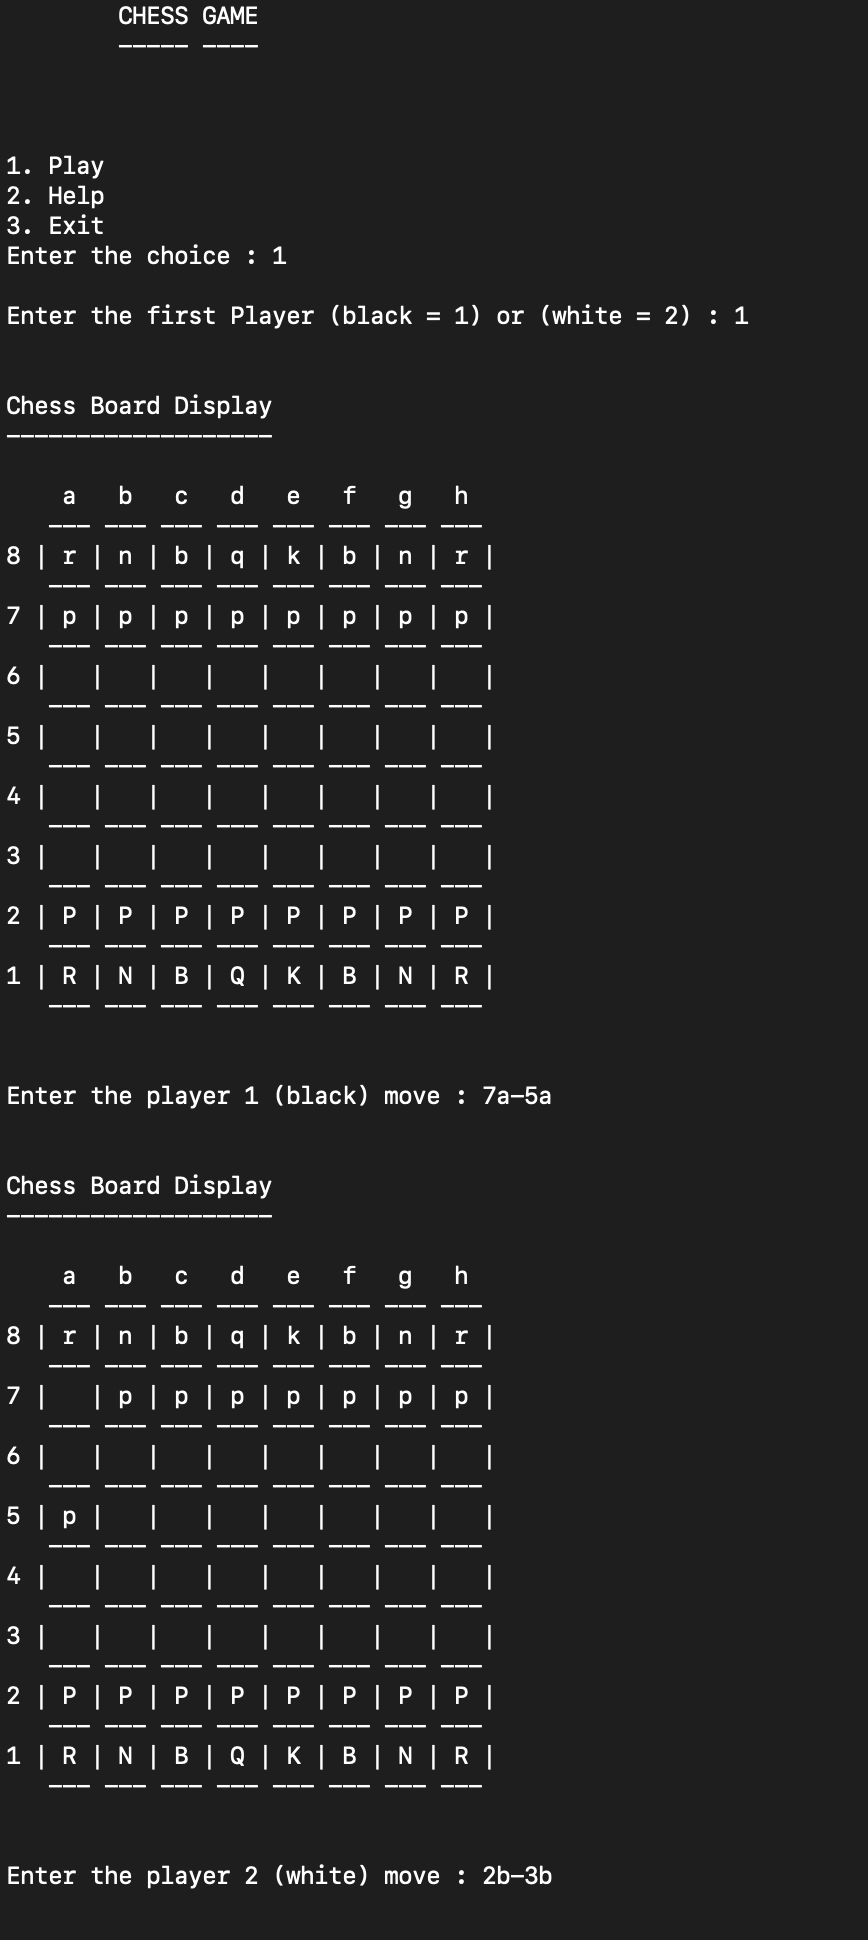 CHESS GAME
        ----- ----
1. Play
2. Help
3. Exit
Enter the choice : 1
Enter the first Player (black = 1) or (white = 2) : 1
Chess Board Display
-------------------
    a   b   c   d   e   f   g   h
   --- --- --- --- --- --- --- ---
8 | r | n | b | q | k | b | n | r |
   --- --- --- --- --- --- --- ---
7 | p | p | p | p | p | p | p | p |
   --- --- --- --- --- --- --- ---
6 |   |   |   |   |   |   |   |   |
   --- --- --- --- --- --- --- ---
5 |   |   |   |   |   |   |   |   |
   --- --- --- --- --- --- --- ---
4 |   |   |   |   |   |   |   |   |
   --- --- --- --- --- --- --- ---
3 |   |   |   |   |   |   |   |   |
   --- --- --- --- --- --- --- ---
2 | P | P | P | P | P | P | P | P |
   --- --- --- --- --- --- --- ---
1 | R | N | B | Q | K | B | N | R |
   --- --- --- --- --- --- --- ---
Enter the player 1 (black) move : 7a-5a
Chess Board Display
-------------------
    a   b   c   d   e   f   g   h
   --- --- --- --- --- --- --- ---
8 | r | n | b | q | k | b | n | r |
   --- --- --- --- --- --- --- ---
7 |   | p | p | p | p | p | p | p |
   --- --- --- --- --- --- --- ---
6 |   |   |   |   |   |   |   |   |
   --- --- --- --- --- --- --- ---
5 | p |   |   |   |   |   |   |   |
   --- --- --- --- --- --- --- ---
4 |   |   |   |   |   |   |   |   |
   --- --- --- --- --- --- --- ---
3 |   |   |   |   |   |   |   |   |
   --- --- --- --- --- --- --- ---
2 | P | P | P | P | P | P | P | P |
   --- --- --- --- --- --- --- ---
1 | R | N | B | Q | K | B | N | R |
   --- --- --- --- --- --- --- ---
Enter the player 2 (white) move : 2b-3b